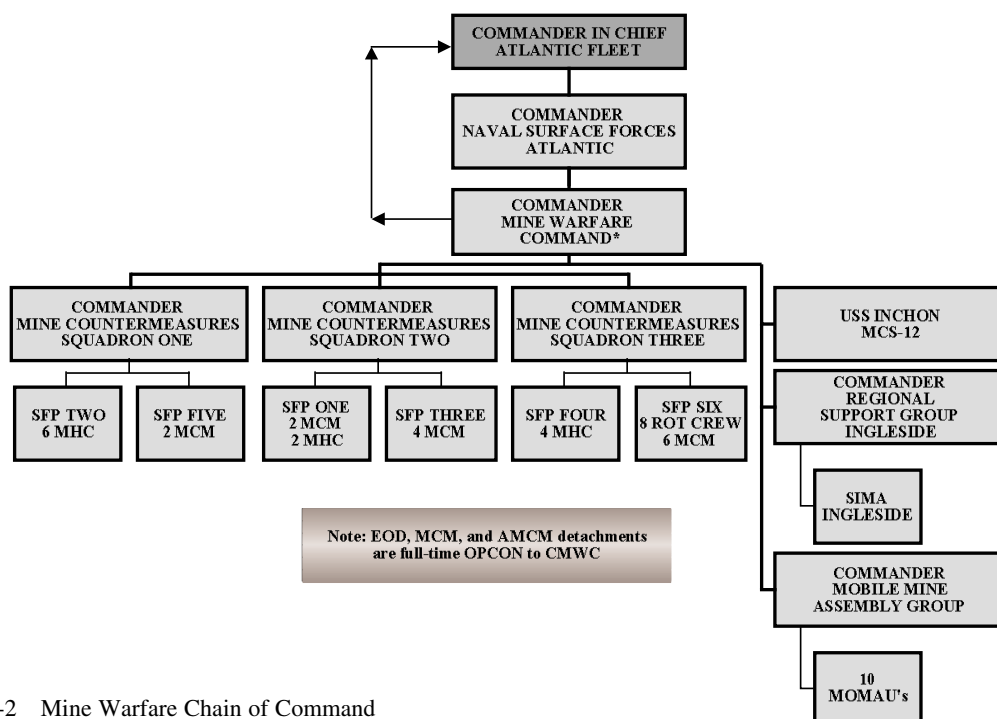 COMMANDER IN CHIEF
ATLANTIC FLEET
COMMANDER
NAVAL SURFACE FORCES
ATLANTIC
COMMANDER
MINE WARFARE
COMMAND*
COMMANDER
MINE COUNTERMEASURES
SQUADRON ONE
COMMANDER
MINE COUNTERMEASURES
SQUADRON TWO
COMMANDER
MINE COUNTERMEASURES
SQUADRON THREE
USS INCHON
MCS-12
SFP TWO
6 MHC
SFP FIVE
2 MCM
SFP ONE
2 MCM
2 MHC
SFP THREE
4 MCM
SFP FOUR
4 MHC
SFP SIX
8 ROT CREW
6 MCM
COMMANDER
REGIONAL
SUPPORT GROUP
INGLESIDE
SIMA
INGLESIDE
Note: EOD, MCM, and AMCM detachments
are full-time OPCON to CMWC
COMMANDER
MOBILE MINE
ASSEMBLY GROUP
10
MOMAU's
-2 Mine Warfare Chain of Command